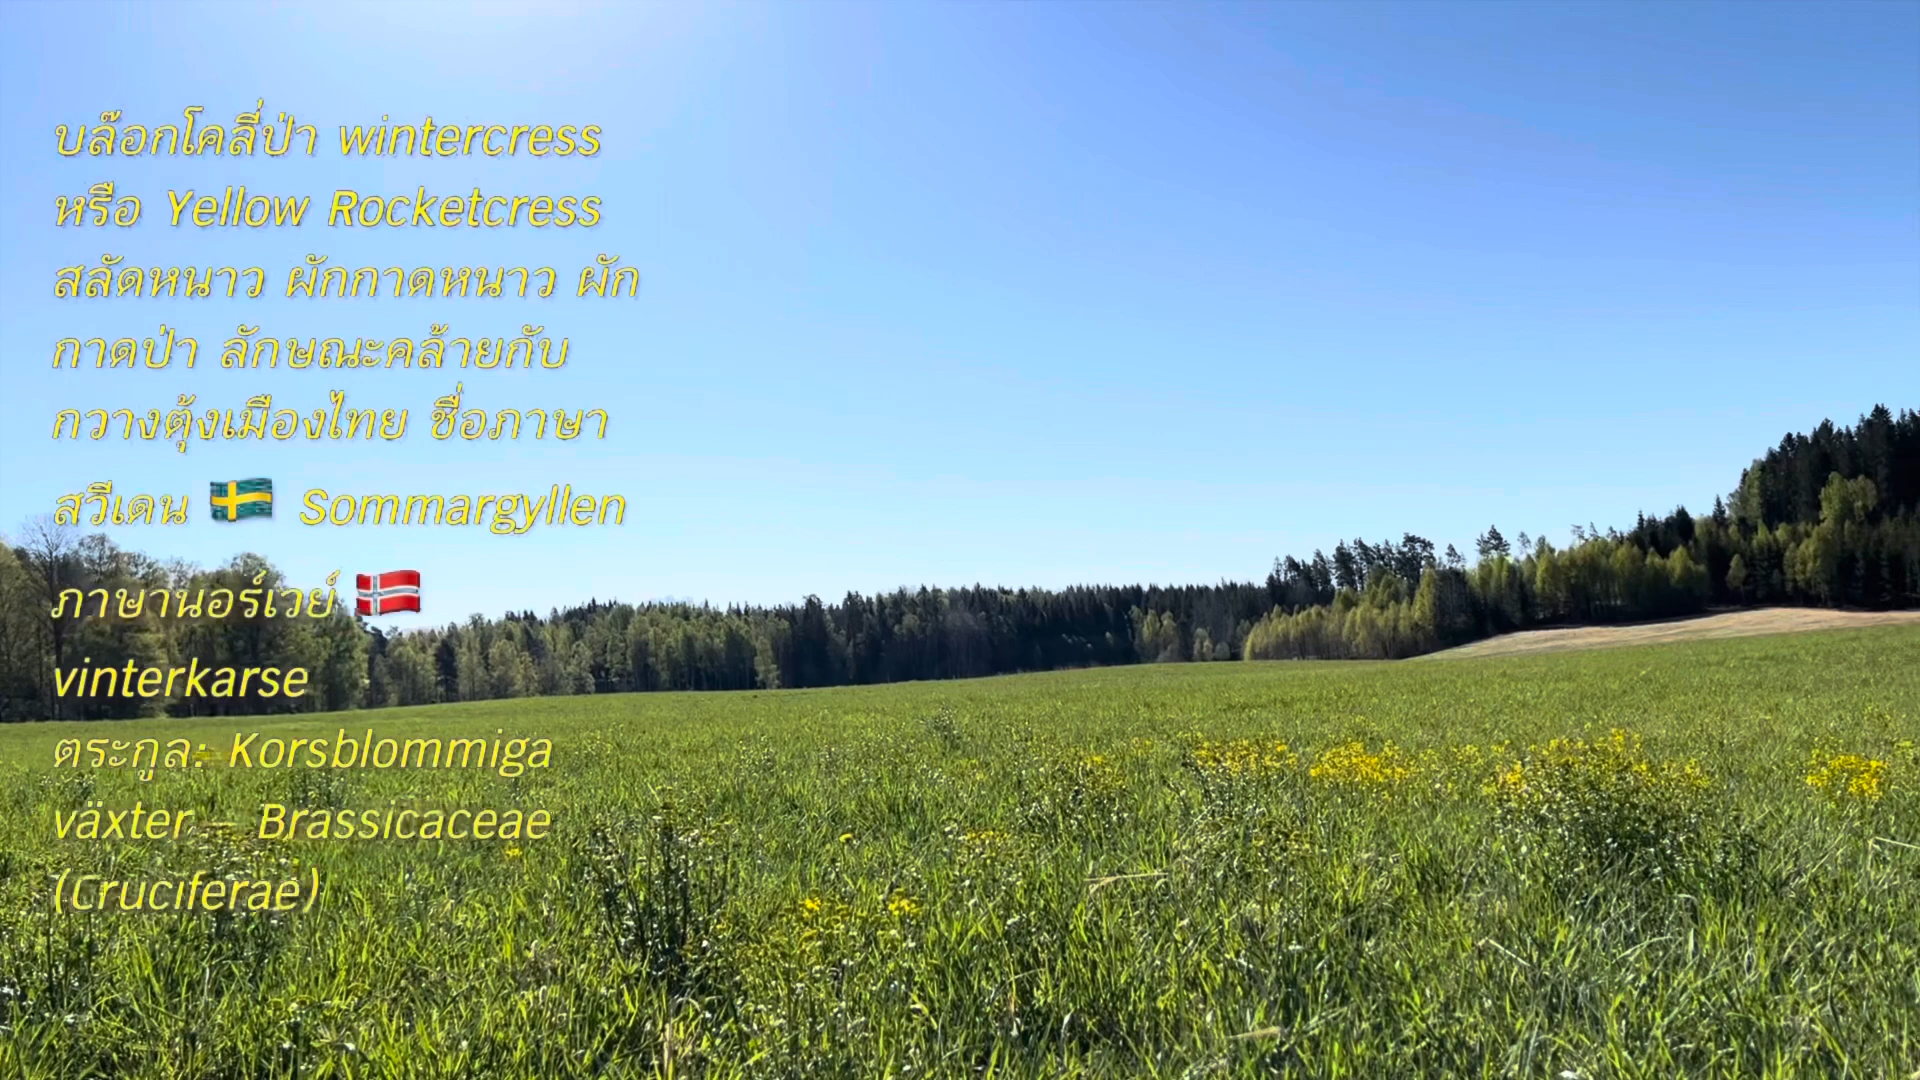 บล๊อกโคลี่ป่า wintercress
หรือ Yellow Rocketcress
สลัดหนาว ผักกาดหนาว ผัก
กาดป่า ลักษณะคล้ายกับ
กวางตุ้งเมืองไทย ชื่อภาษา
สวีเดน 🇸🇪 Sommargyllen
ภาษานอร์เวย์ 🇳🇴
vinterkarse
ตระกูล: Korsblommiga
växter – Brassicaceae
(Cruciferae)